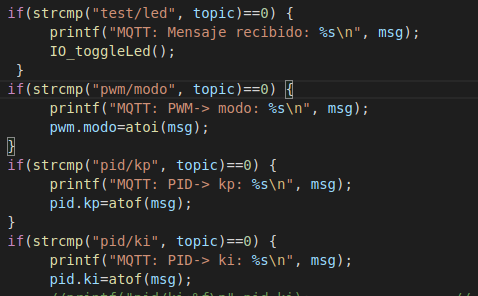 if(strcmp("test/led", topic)==0) {
printf("MQTT: Mensaje recibido: %s\n", msg);
IO_toggleLed();
}
if(strcmp("pwm/modo", topic)==0) {
printf("MQTT: PWM-> modo: %s\n", msg);
pwm.modo=atoi(msg);
}
if(strcmp("pid/kp", topic)==0) {
printf("MQTT: PID-> kp: %s\n", msg);
pid.kp=atof(msg);
}
if(strcmp("pid/ki", topic)==0) {
printf("MQTT: PID-> ki: %s\n", msg);
pid.ki=atof(msg);